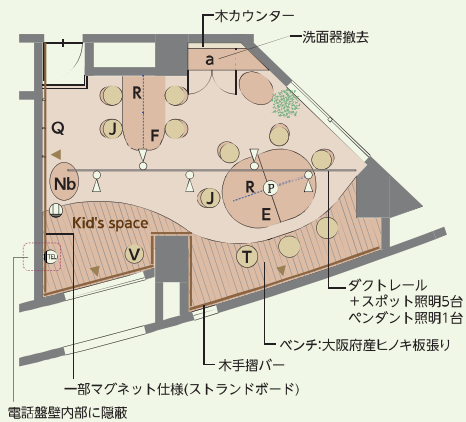 木カウンター
洗面器撤去
a
R
J
F
Q
Nb
J
R
P
E
Kid's space
TEL
V
T
ダクトレール
＋スポット照明5台
ペンダント照明1台
ベンチ:大阪府産ヒノキ板張り
木手摺バー
一部マグネット仕様(ストランドボード)
電話盤壁内部に隠蔽